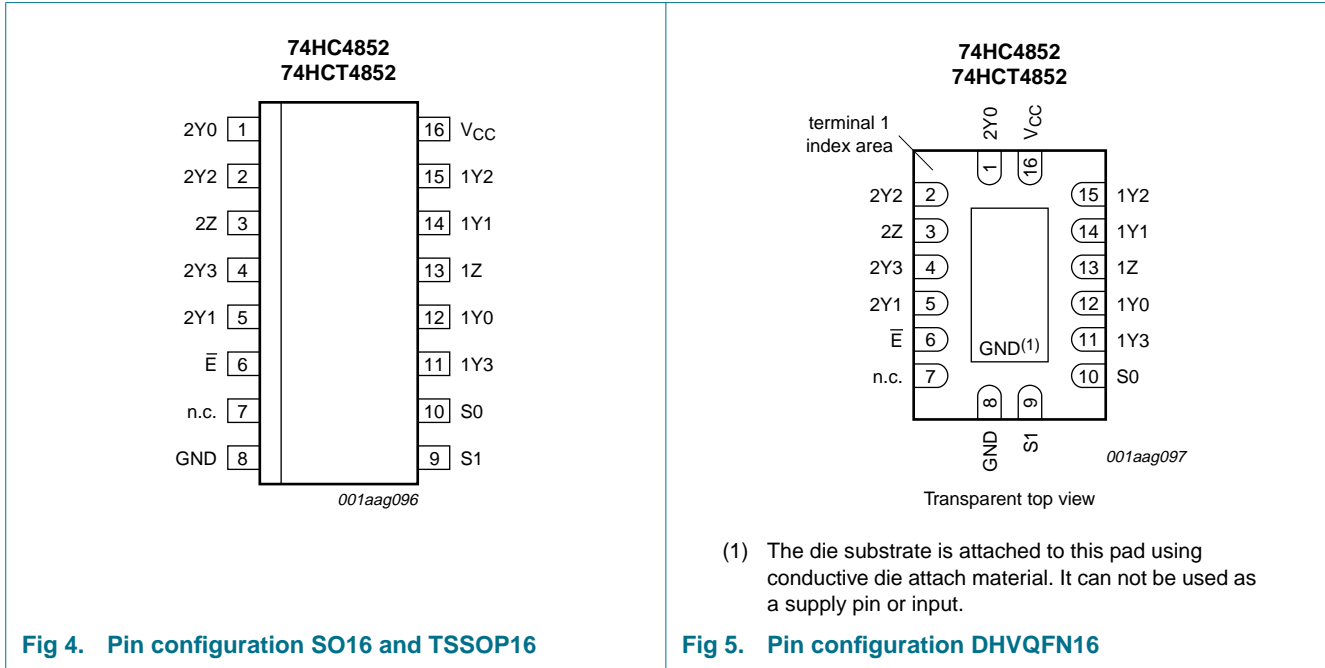 74HC4852
74HCT4852
2Y0 1 16 VCC
2Y2 2 15 1Y2
2Z 3 14 1Y1
2Y3 4 13 1Z
2Y1 5 12 1Y0
E̅ 6 11 1Y3
n.c. 7 10 S0
GND 8 9 S1
001aag096
Fig 4. Pin configuration SO16 and TSSOP16
74HC4852
74HCT4852
terminal 1
index area
2Y0 VCC
1 16
2Y2 2 15 1Y2
2Z 3 14 1Y1
2Y3 4 13 1Z
2Y1 5 12 1Y0
E̅ 6 11 1Y3
GND(1)
n.c. 7 10 S0
8 9
GND S1
001aag097
Transparent top view
(1) The die substrate is attached to this pad using
conductive die attach material. It can not be used as
a supply pin or input.
Fig 5. Pin configuration DHVQFN16